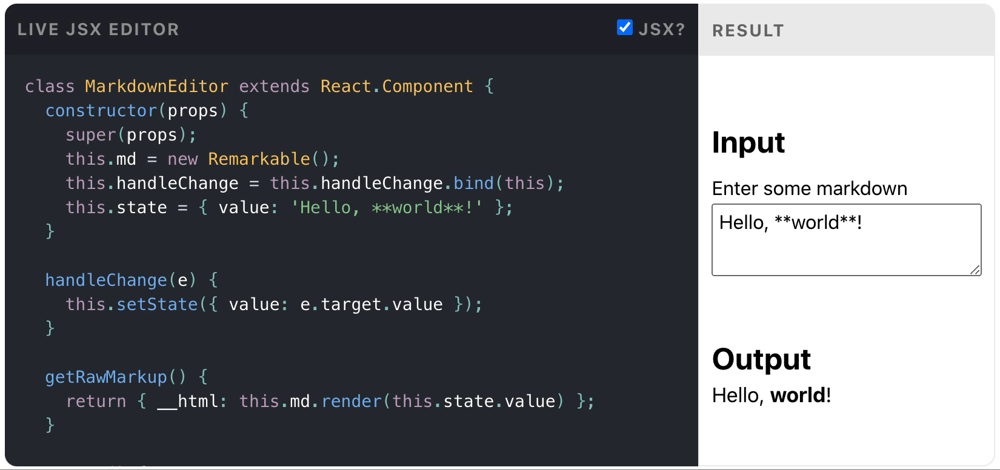 LIVE JSX EDITOR
JSX?
class MarkdownEditor extends React.Component {
  constructor(props) {
    super(props);
    this.md = new Remarkable();
    this.handleChange = this.handleChange.bind(this);
    this.state = { value: 'Hello, **world**!' };
  }

  handleChange(e) {
    this.setState({ value: e.target.value });
  }

  getRawMarkup() {
    return { __html: this.md.render(this.state.value) };
  }
RESULT
Input
Enter some markdown
Hello, **world**!
Output
Hello, world!